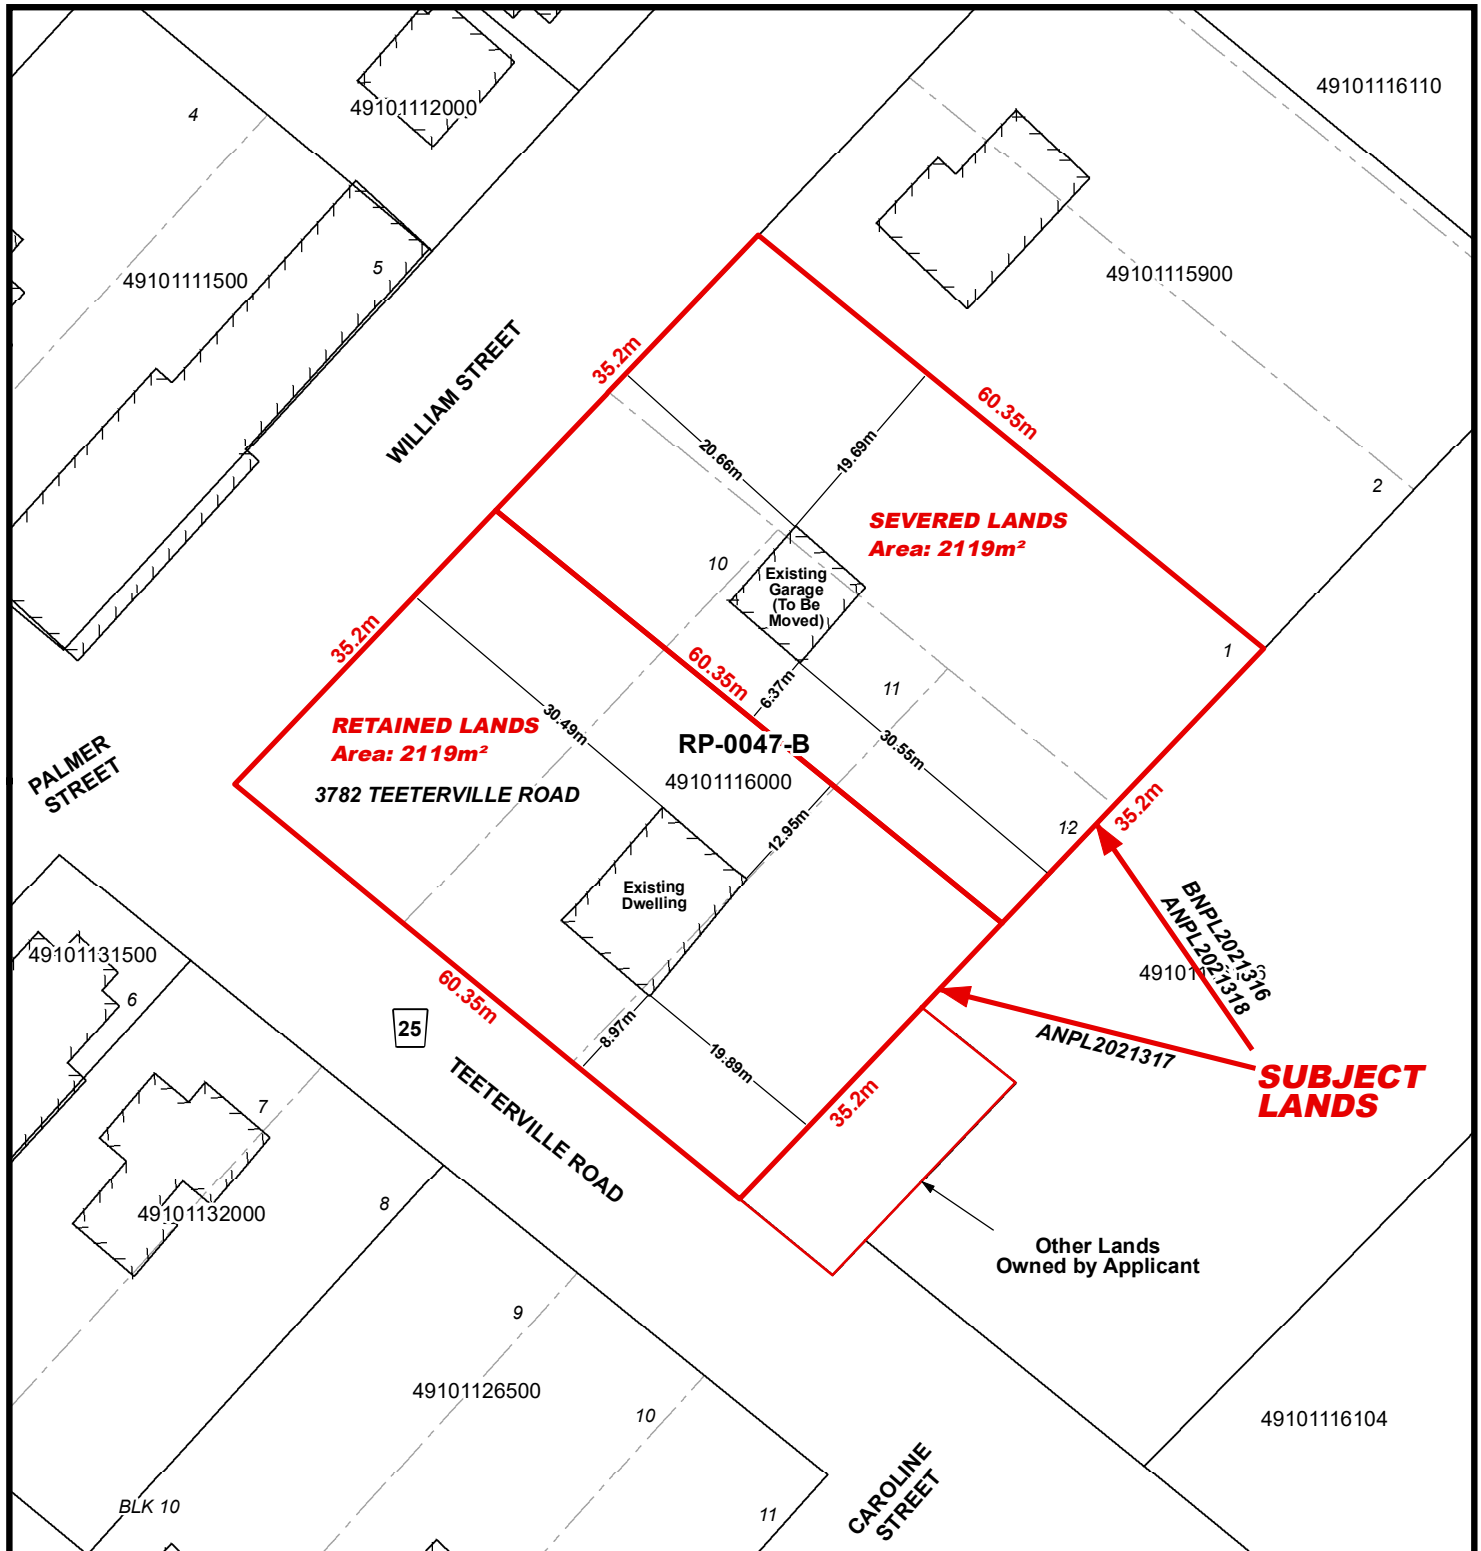 49101116110
49101112000
4
49101115900
5
49101111500
WILLIAM STREET
35.2m
60.35m
20.66m
19.69m
2
SEVERED LANDS
Area: 2119m²
10
Existing
Garage
(To Be
Moved)
35.2m
1
60.35m
6.37m
11
RETAINED LANDS
Area: 2119m²
30.49m
RP-0047-B
30.55m
PALMER
STREET
49101116000
3782 TEETERVILLE ROAD
35.2m
12.95m
12
Existing
Dwelling
BNPL2021316
ANPL2021318
49101131500
6
60.35m
25
8.97m
19.89m
ANPL2021317
SUBJECT
LANDS
TEETERVILLE ROAD
35.2m
7
49101132000
8
Other Lands
Owned by Applicant
9
49101126500
10
49101116104
BLK 10
11
CAROLINE
STREET